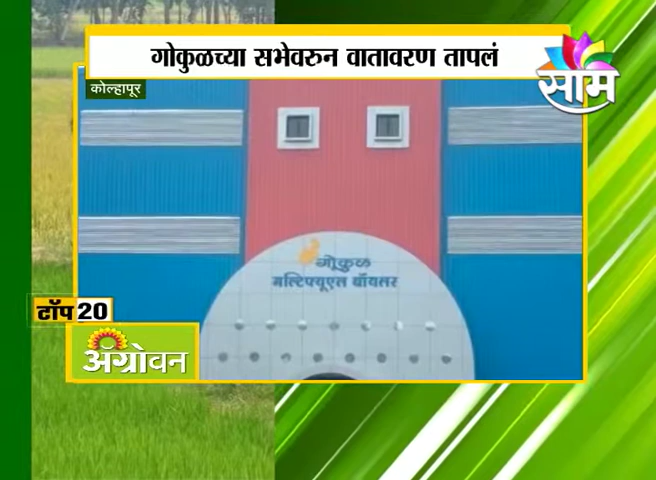 गोकुळच्या सभेवरुन वातावरण तापलं
साम
कोल्हापूर
गोकुळ
मल्टिफ्यूएल बॉयलर
टॉप 20
अॅग्रोवन